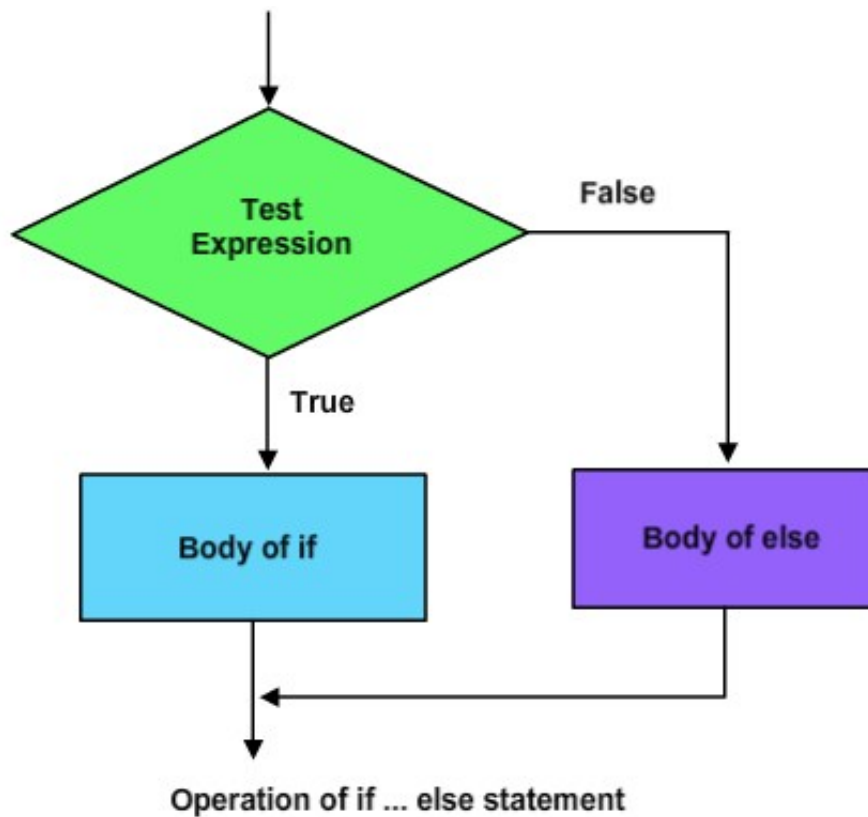 Test
Expression
False
True
Body of if
Body of else
Operation of if ... else statement